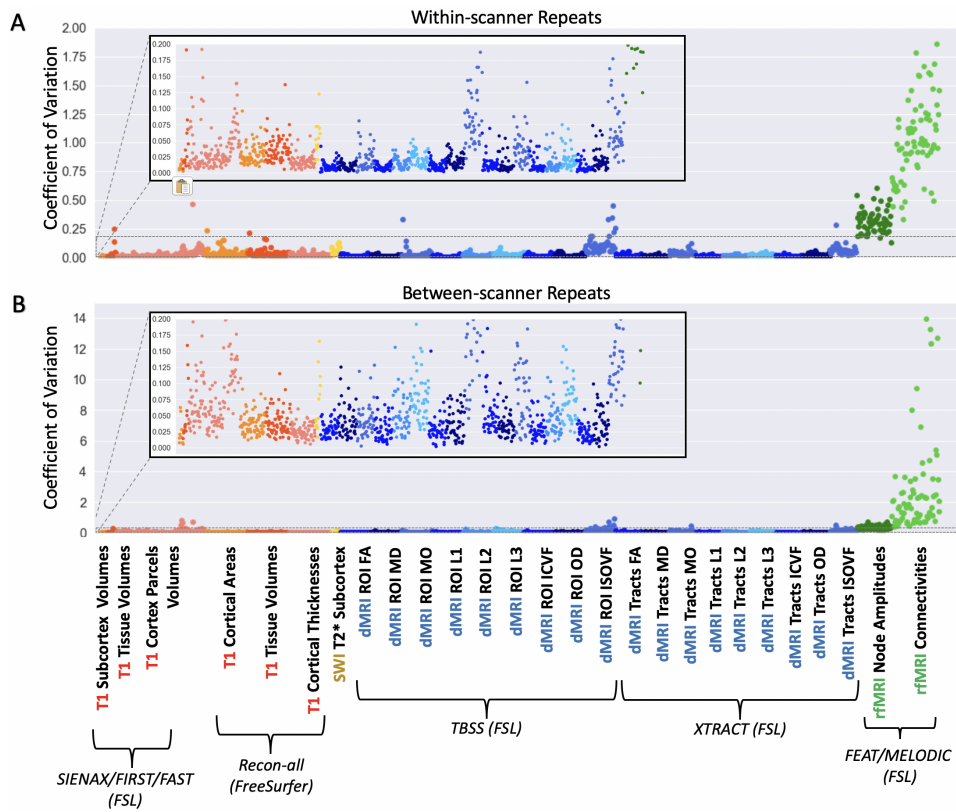 A
Within-scanner Repeats
Coefficient of Variation
2.00
1.75
1.50
1.25
1.00
0.75
0.50
0.25
0.00
0.200
0.175
0.150
0.125
0.100
0.075
0.050
0.025
0.000
B
Between-scanner Repeats
Coefficient of Variation
14
12
10
8
6
4
2
0
0.200
0.175
0.150
0.125
0.100
0.075
0.050
0.025
0.000
T1 Subcortex Volumes
T1 Tissue Volumes
T1 Cortex Parcels
Volumes
T1 Cortical Areas
T1 Tissue Volumes
T1 Cortical Thicknesses
SWI T2* Subcortex
dMRI ROI FA
dMRI ROI MD
dMRI ROI MO
dMRI ROI L1
dMRI ROI L2
dMRI ROI L3
dMRI ROI ICVF
dMRI ROI OD
dMRI ROI ISOVF
dMRI Tracts FA
dMRI Tracts MD
dMRI Tracts MO
dMRI Tracts L1
dMRI Tracts L2
dMRI Tracts L3
dMRI Tracts ICVF
dMRI Tracts OD
dMRI Tracts ISOVF
rfMRI Node Amplitudes
rfMRI Connectivities
SIENAX/FIRST/FAST
(FSL)
Recon-all
(FreeSurfer)
TBSS (FSL)
XTRACT (FSL)
FEAT/MELODIC
(FSL)